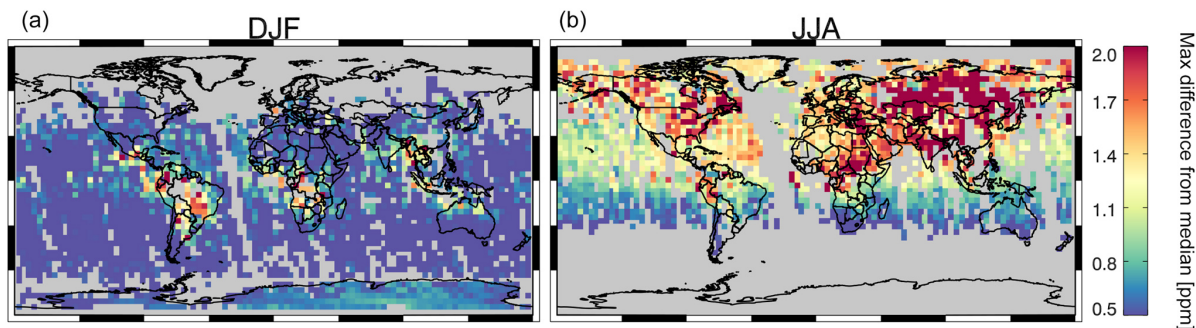 (a)
DJF
(b)
JJA
2.0
1.7
1.4
1.1
0.8
0.5
Max difference from median [ppm]